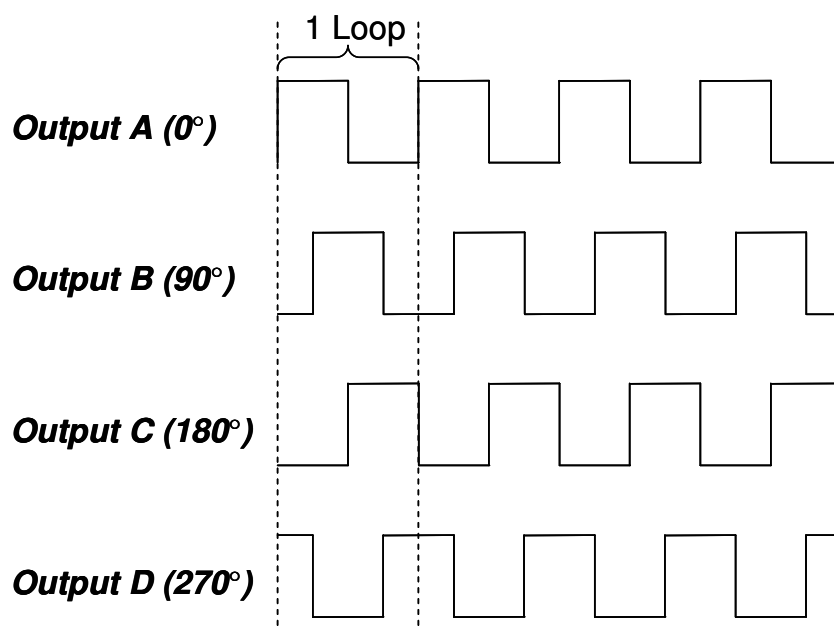 1 Loop
Output A (0°)
Output B (90°)
Output C (180°)
Output D (270°)